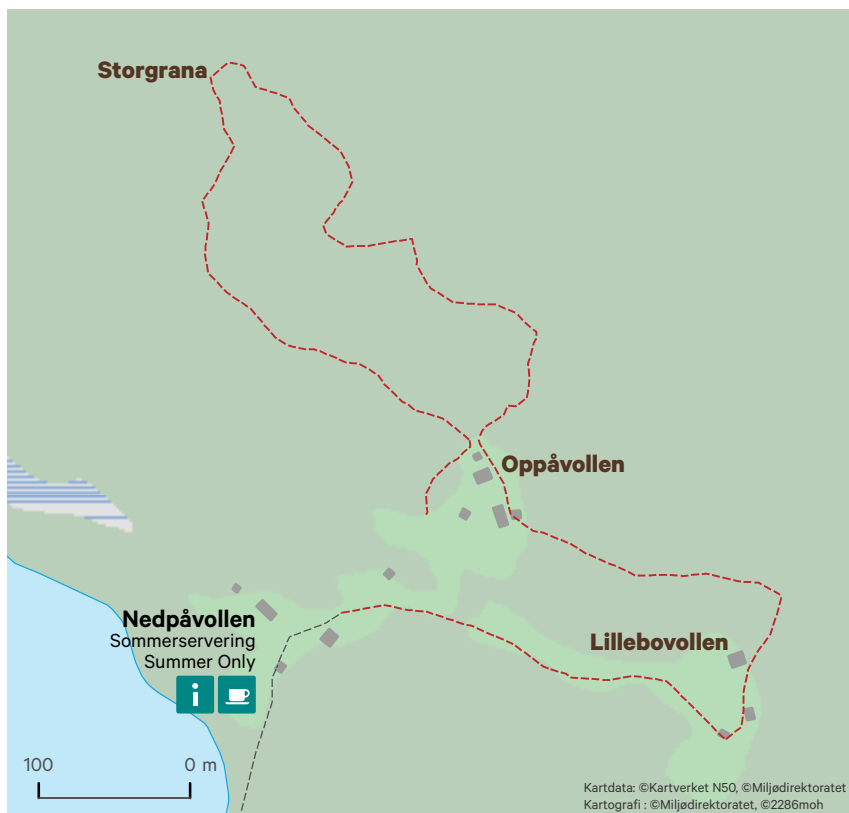 Storgrana
Oppåvollen
Nedpåvollen
Sommerservering
Summer Only
Lillebovollen
i
100 0 m
Kartdata: ©Kartverket N50, ©Miljødirektoratet
Kartografi : ©Miljødirektoratet, ©2286moh